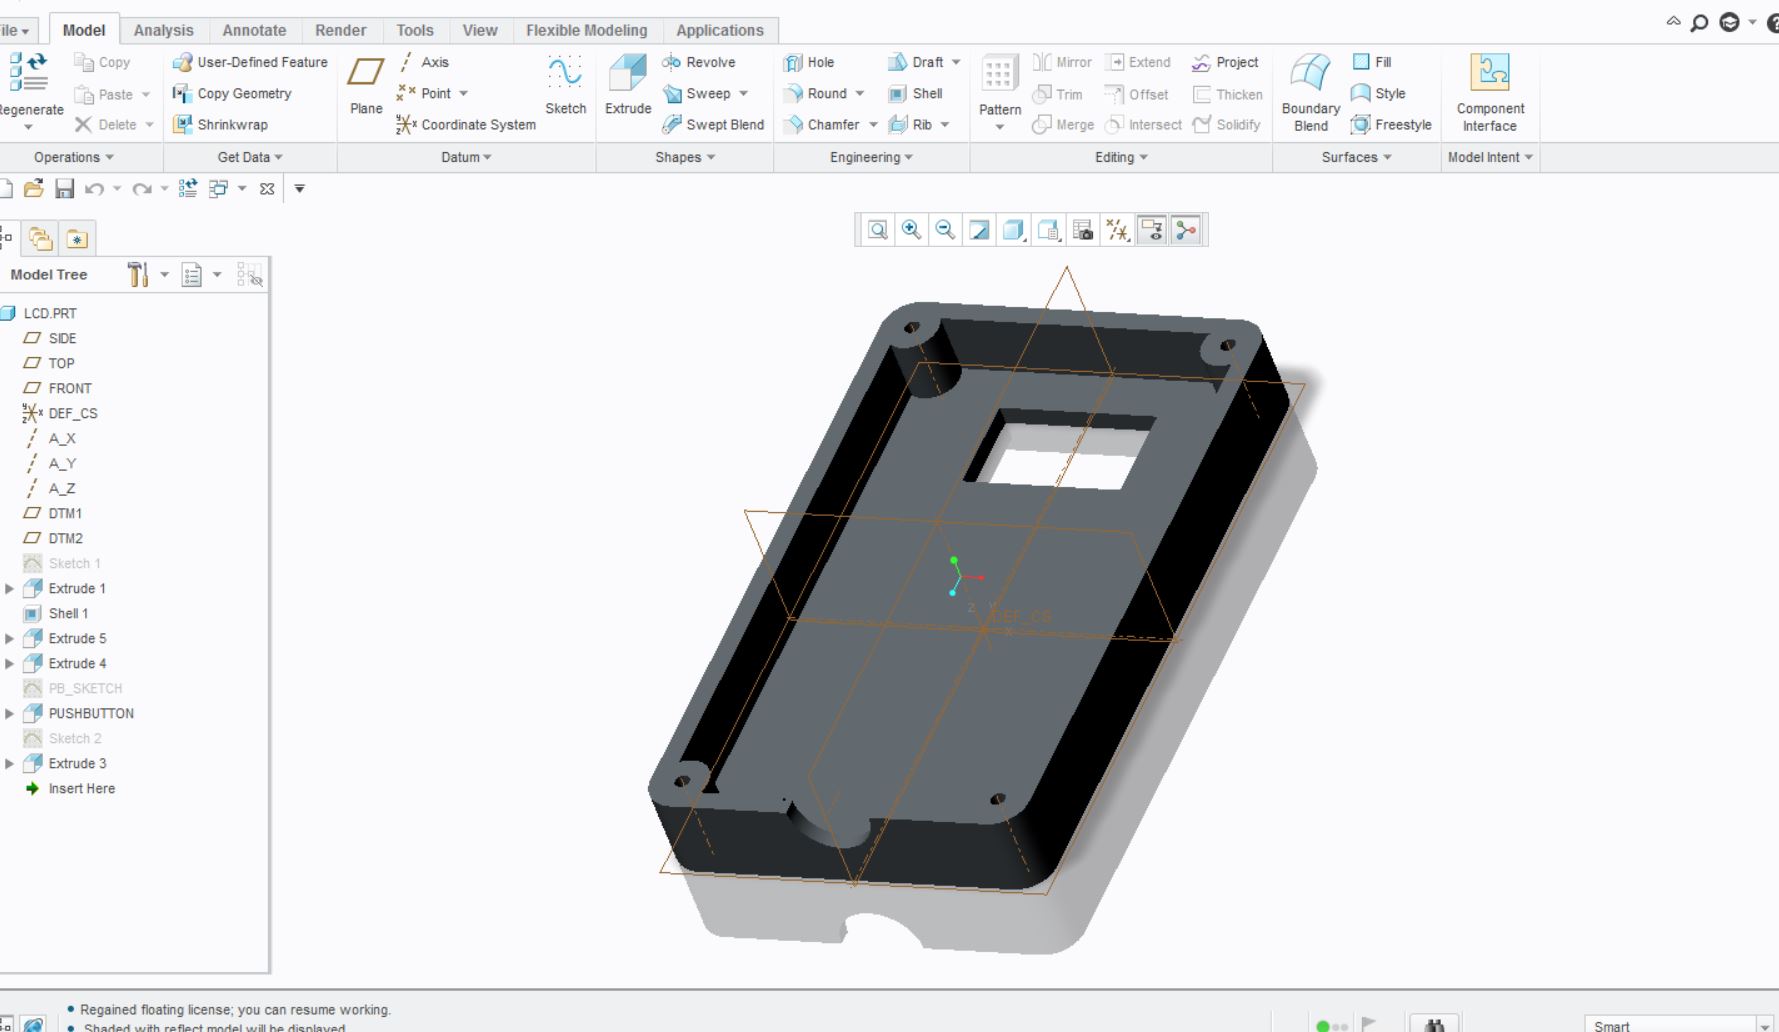 ile
Model
Analysis
Annotate
Render
Tools
View
Flexible Modeling
Applications
egenerate
Copy
Paste
Delete
User-Defined Feature
Copy Geometry
Shrinkwrap
Plane
Axis
Point
Coordinate System
Sketch
Extrude
Revolve
Sweep
Swept Blend
Hole
Round
Chamfer
Draft
Shell
Rib
Pattern
Mirror
Trim
Merge
Extend
Offset
Intersect
Project
Thicken
Solidify
Boundary
Blend
Fill
Style
Freestyle
Component
Interface
Operations
Get Data
Datum
Shapes
Engineering
Editing
Surfaces
Model Intent
Model Tree
LCD.PRT
SIDE
TOP
FRONT
DEF_CS
A_X
A_Y
A_Z
DTM1
DTM2
Sketch 1
Extrude 1
Shell 1
Extrude 5
Extrude 4
PB_SKETCH
PUSHBUTTON
Sketch 2
Extrude 3
Insert Here
Z
DEF_CS
X
Regained floating license; you can resume working.
Shaded with reflect model will be displayed
Smart